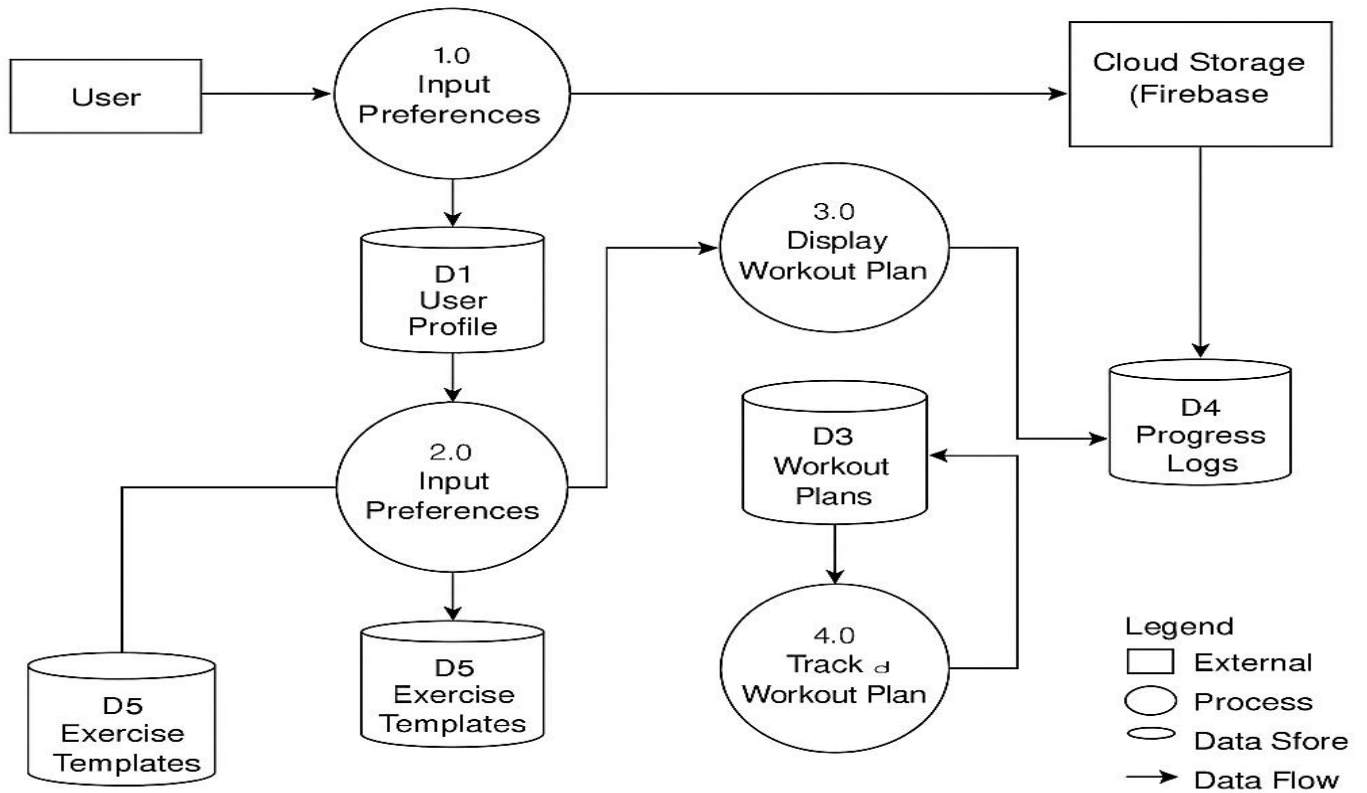 User
1.0
Input
Preferences
Cloud Storage
(Firebase
D1
User
Profile
3.0
Display
Workout Plan
2.0
Input
Preferences
D3
Workout
Plans
D4
Progress
Logs
D5
Exercise
Templates
D5
Exercise
Templates
4.0
Track d
Workout Plan
Legend
External
Process
Data Sfore
Data Flow